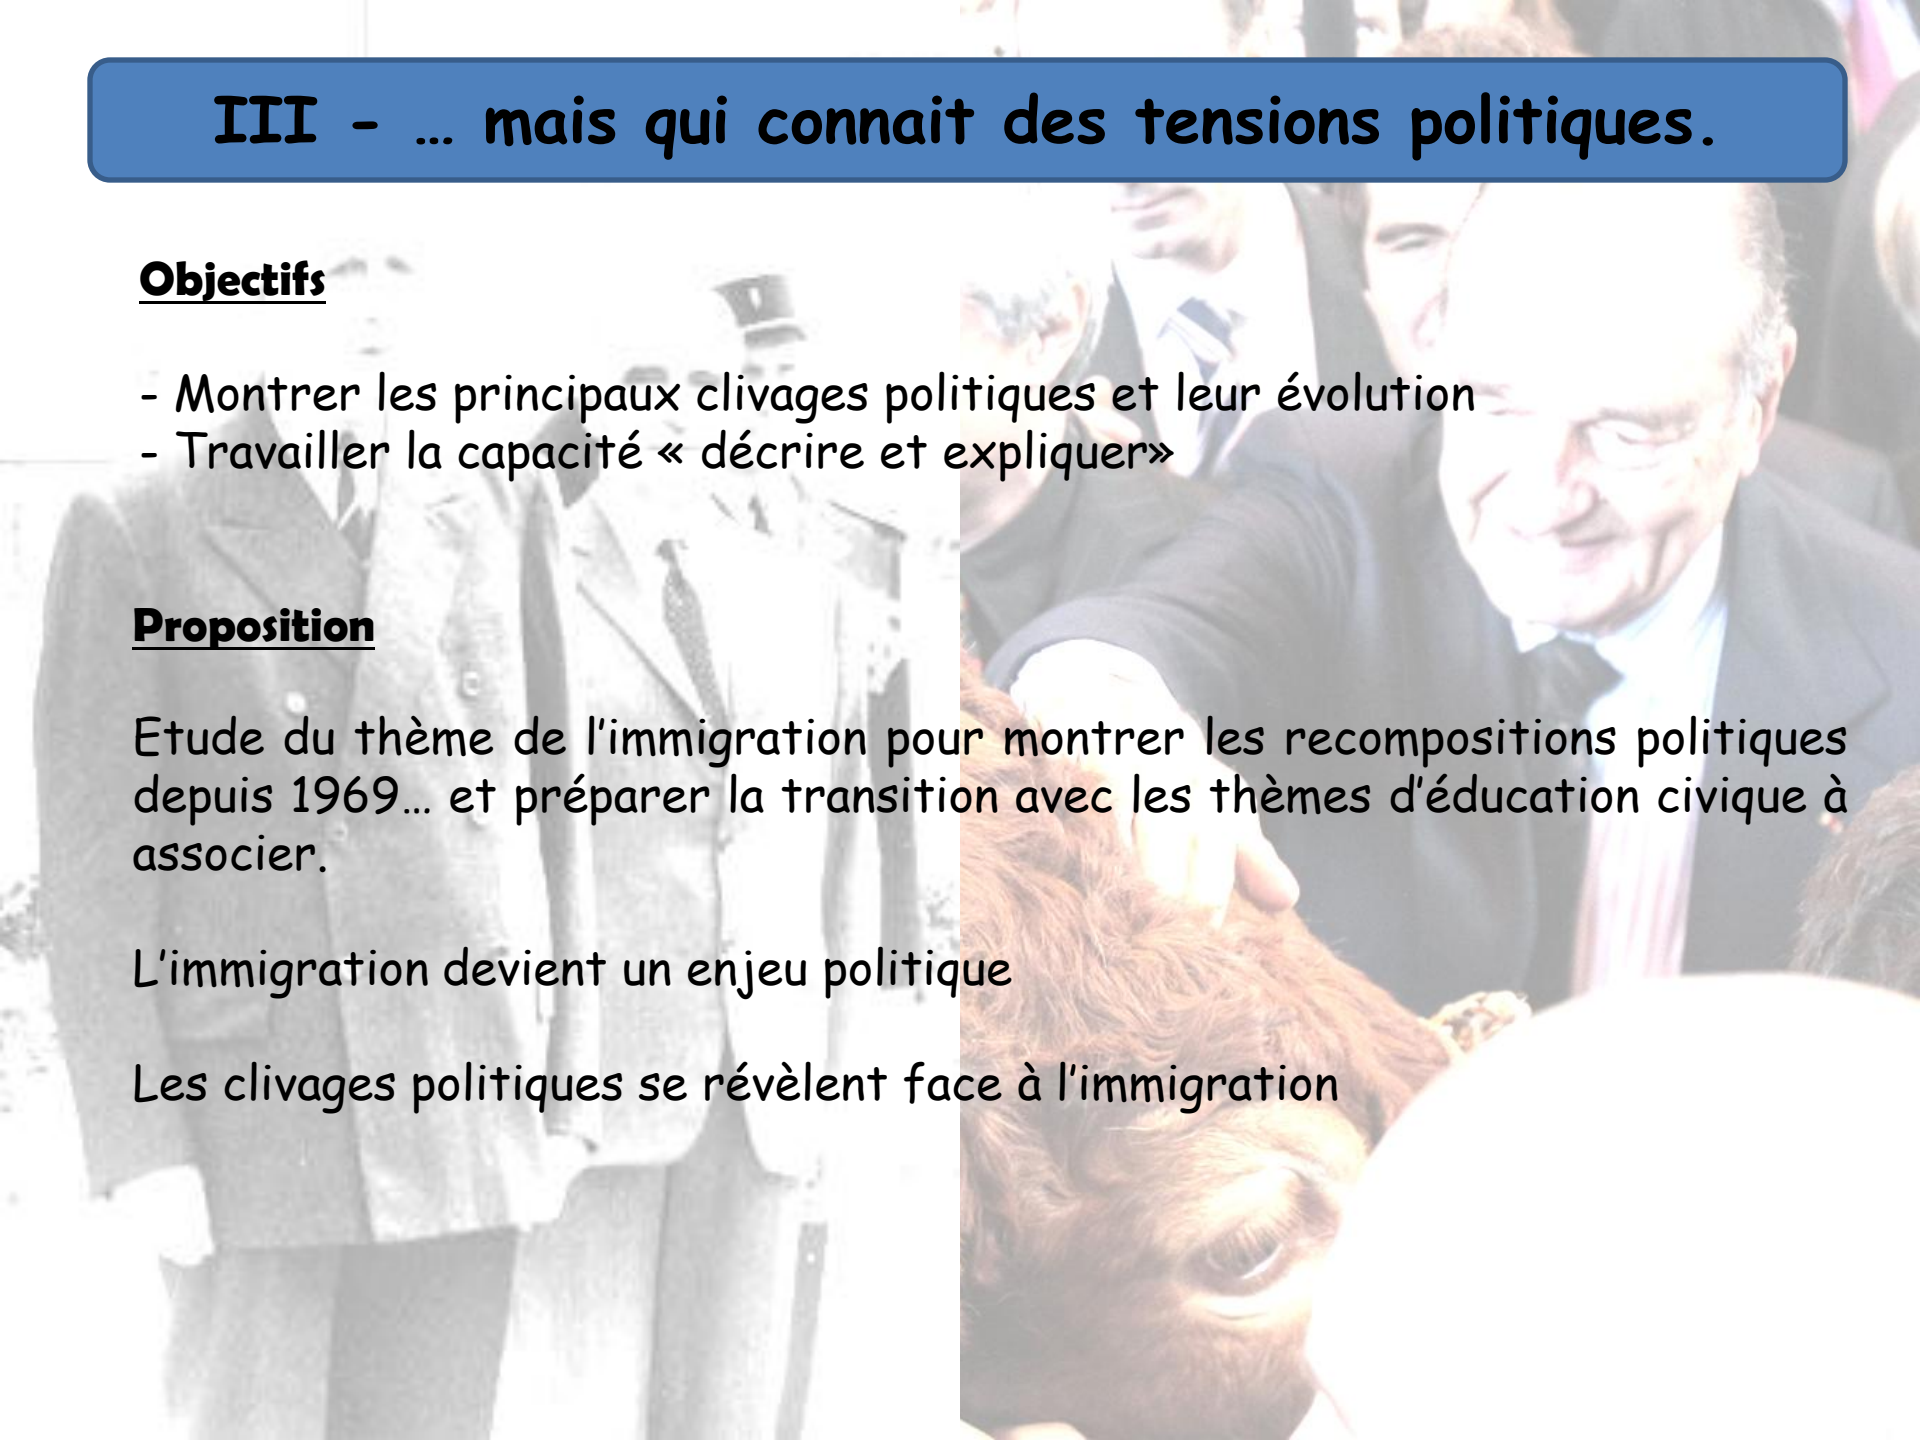 III - … mais qui connait des tensions politiques.
Objectifs
- Montrer les principaux clivages politiques et leur évolution
- Travailler la capacité « décrire et expliquer»
Proposition
Etude du thème de l’immigration pour montrer les recompositions politiques
depuis 1969… et préparer la transition avec les thèmes d’éducation civique à
associer.
L’immigration devient un enjeu politique
Les clivages politiques se révèlent face à l’immigration